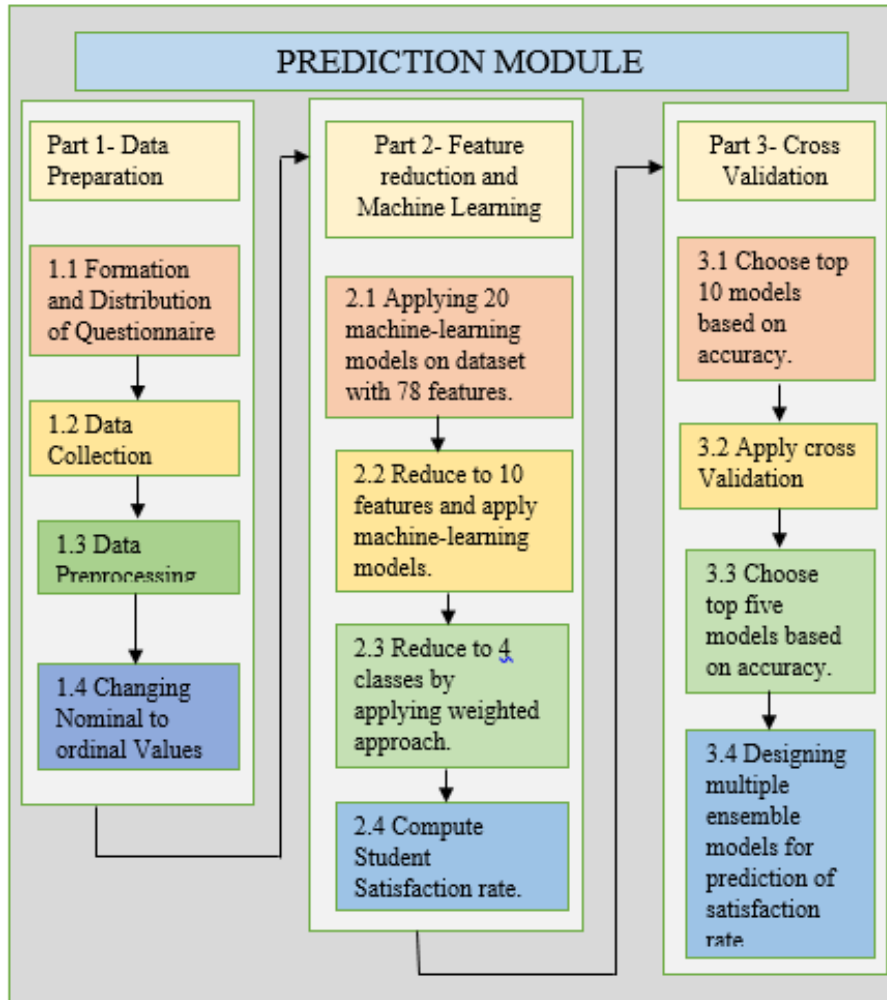 PREDICTION MODULE
Part 1- Data
Preparation
1.1 Formation
and Distribution
of Questionnaire
1.2 Data
Collection
1.3 Data
Preprocessing
1.4 Changing
Nominal to
ordinal Values
Part 2- Feature
reduction and
Machine Learning
2.1 Applying 20
machine-learning
models on dataset
with 78 features.
2.2 Reduce to 10
features and apply
machine-learning
models.
2.3 Reduce to 4
classes by
applying weighted
approach.
2.4 Compute
Student
Satisfaction rate.
Part 3- Cross
Validation
3.1 Choose top
10 models
based on
accuracy.
3.2 Apply cross
Validation
3.3 Choose
top five
models based
on accuracy.
3.4 Designing
multiple
ensemble
models for
prediction of
satisfaction
rate